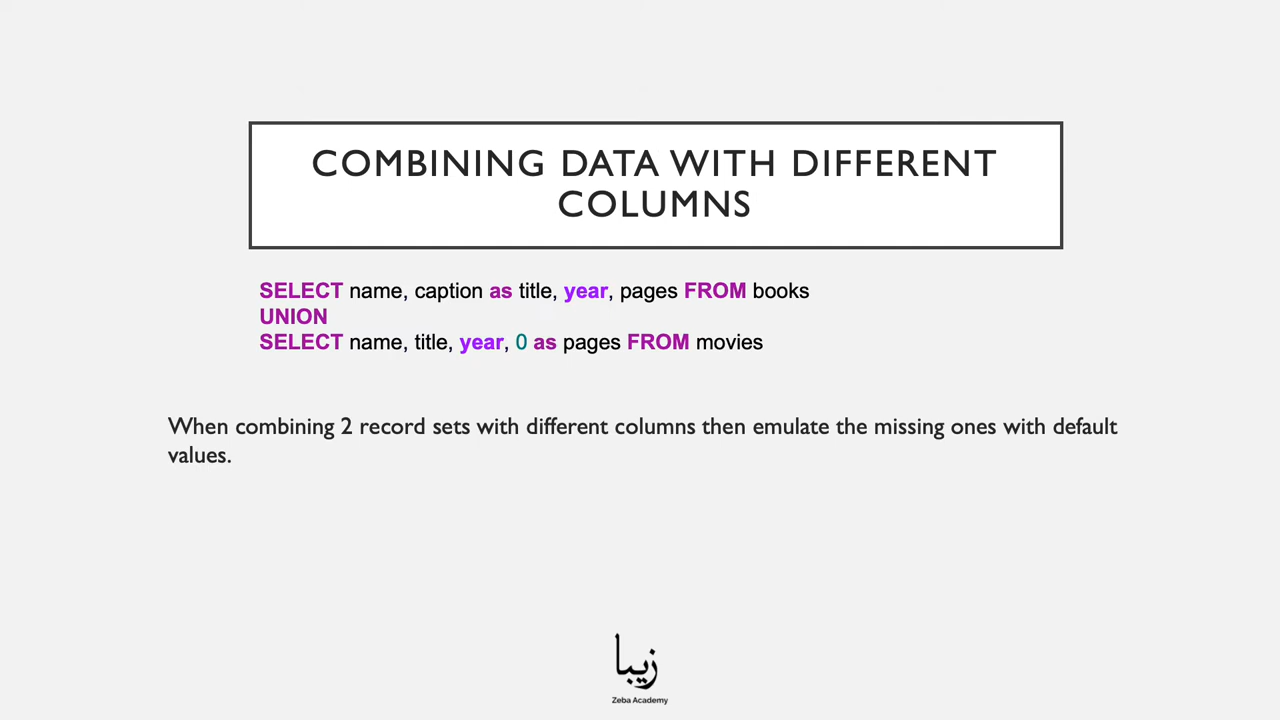 COMBINING DATA WITH DIFFERENT
COLUMNS
SELECT name, caption as title, year, pages FROM books
UNION
SELECT name, title, year, 0 as pages FROM movies
When combining 2 record sets with different columns then emulate the missing ones with default
values.
زیبا
Zeba Academy